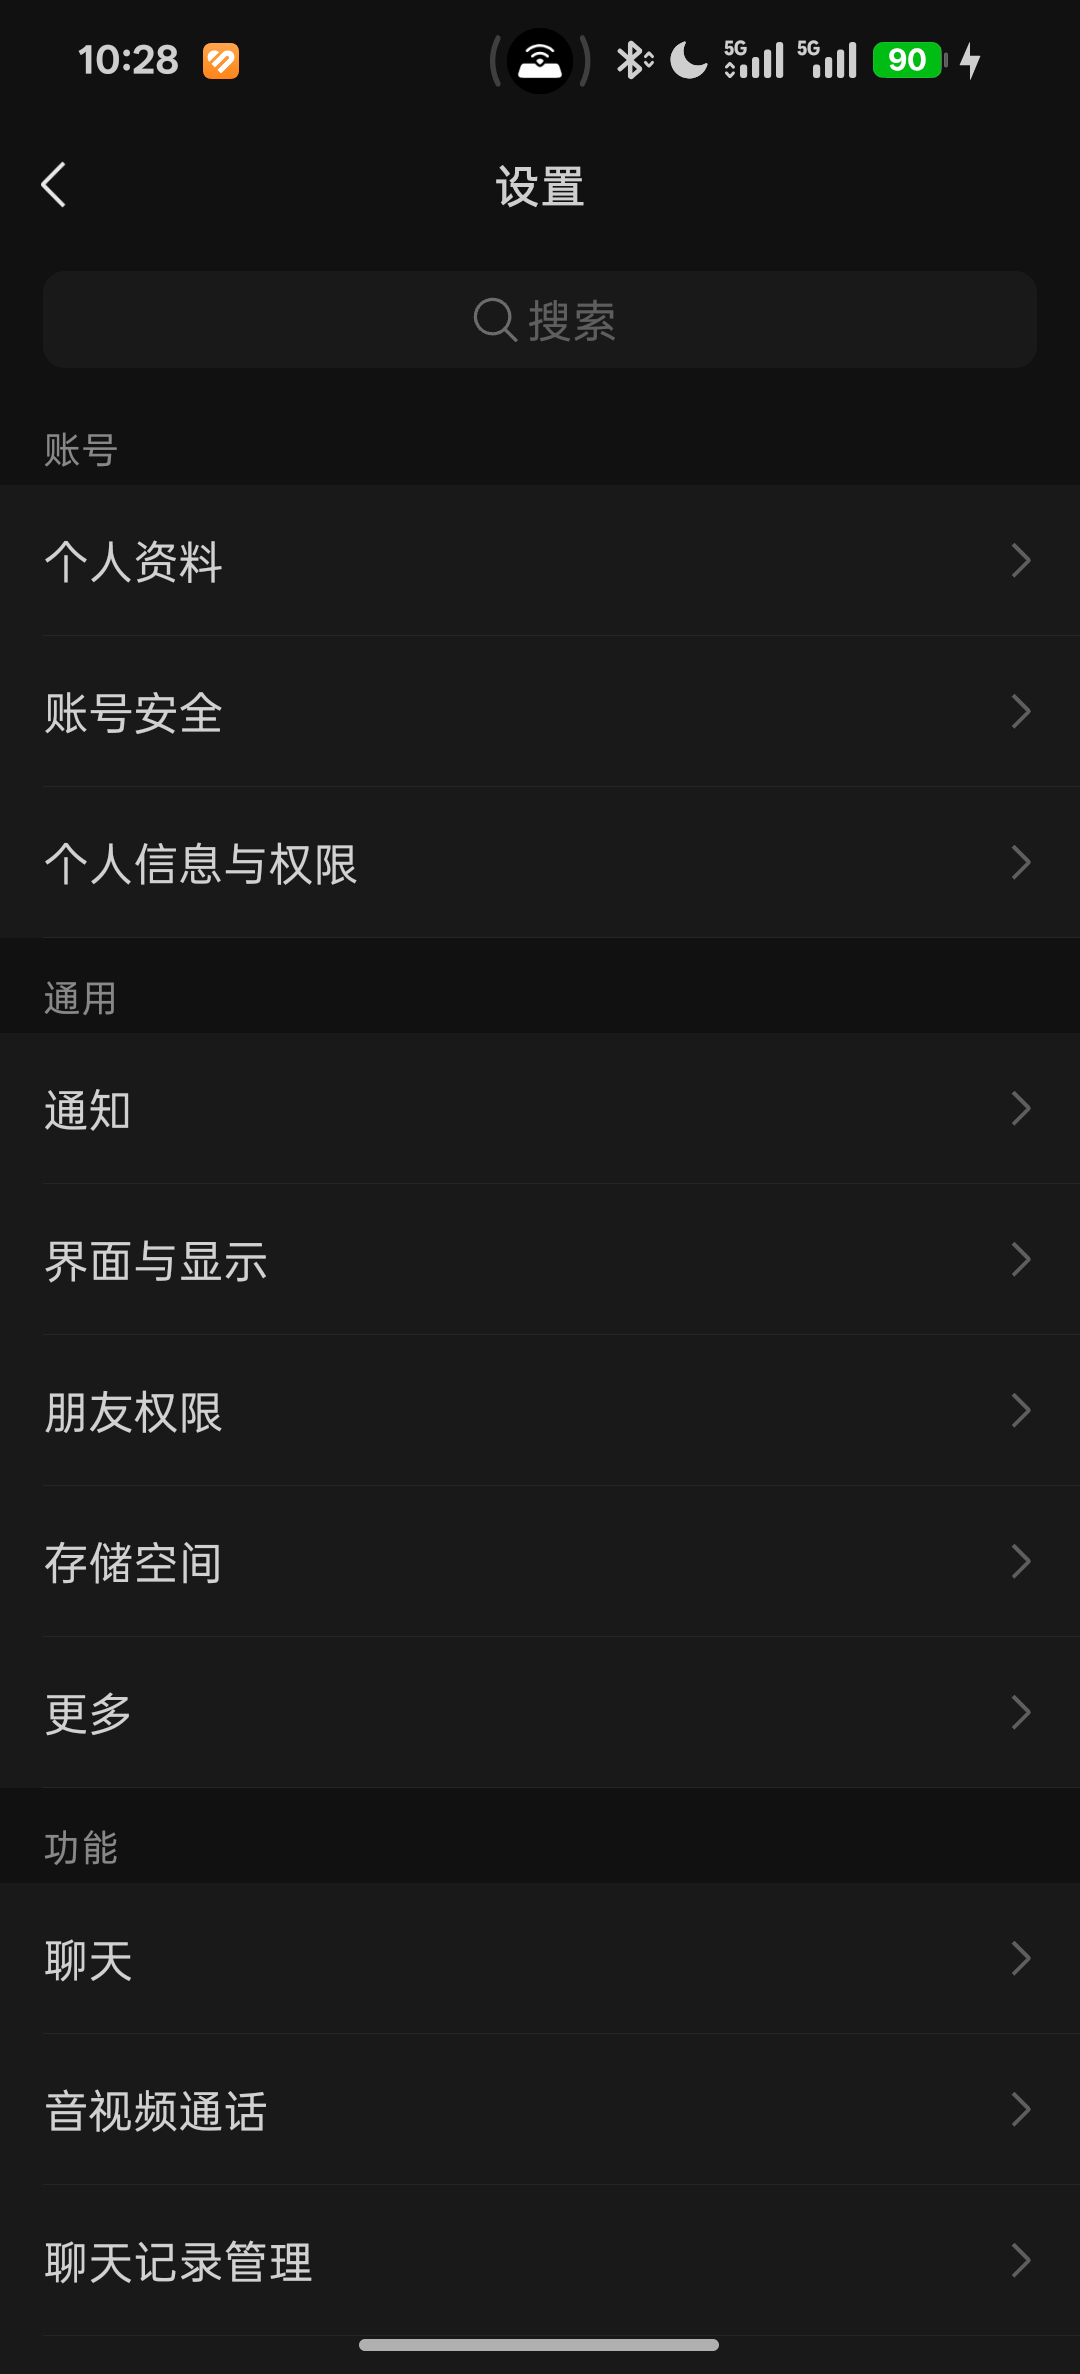 10:28
5G
5G
90
设置
搜索
账号
个人资料
账号安全
个人信息与权限
通用
通知
界面与显示
朋友权限
存储空间
更多
功能
聊天
音视频通话
聊天记录管理